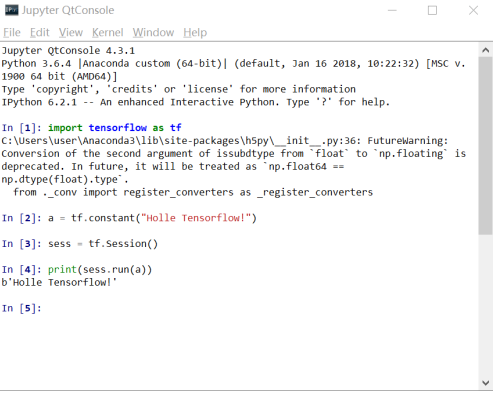 IP[y]: Jupyter QtConsole
File Edit View Kernel Window Help
Jupyter QtConsole 4.3.1
Python 3.6.4 |Anaconda custom (64-bit)| (default, Jan 16 2018, 10:22:32) [MSC v.
1900 64 bit (AMD64)]
Type 'copyright', 'credits' or 'license' for more information
IPython 6.2.1 -- An enhanced Interactive Python. Type '?' for help.
In [1]: import tensorflow as tf
C:\Users\user\Anaconda3\lib\site-packages\h5py\__init__.py:36: FutureWarning:
Conversion of the second argument of issubdtype from `float` to `np.floating` is
deprecated. In future, it will be treated as `np.float64 ==
np.dtype(float).type`.
from ._conv import register_converters as _register_converters
In [2]: a = tf.constant("Holle Tensorflow!")
In [3]: sess = tf.Session()
In [4]: print(sess.run(a))
b'Holle Tensorflow!'
In [5]: